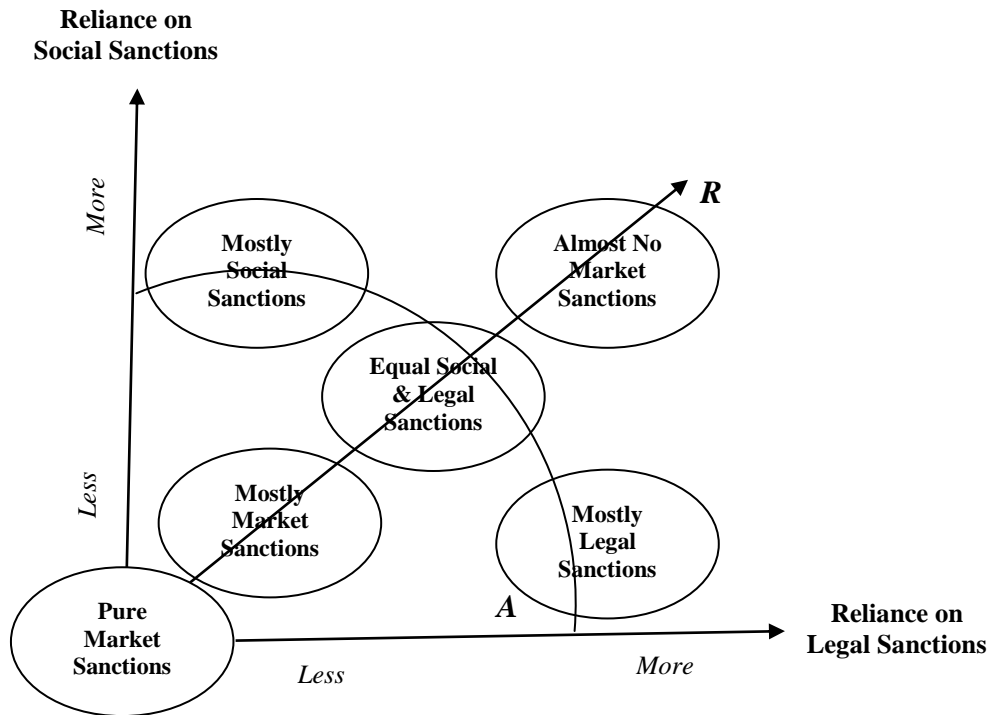 Reliance on
Social Sanctions
More
R
Mostly
Social
Sanctions
Almost No
Market
Sanctions
Equal Social
& Legal
Sanctions
Less
Mostly
Market
Sanctions
Mostly
Legal
Sanctions
A
Pure
Market
Sanctions
Reliance on
Legal Sanctions
Less
More